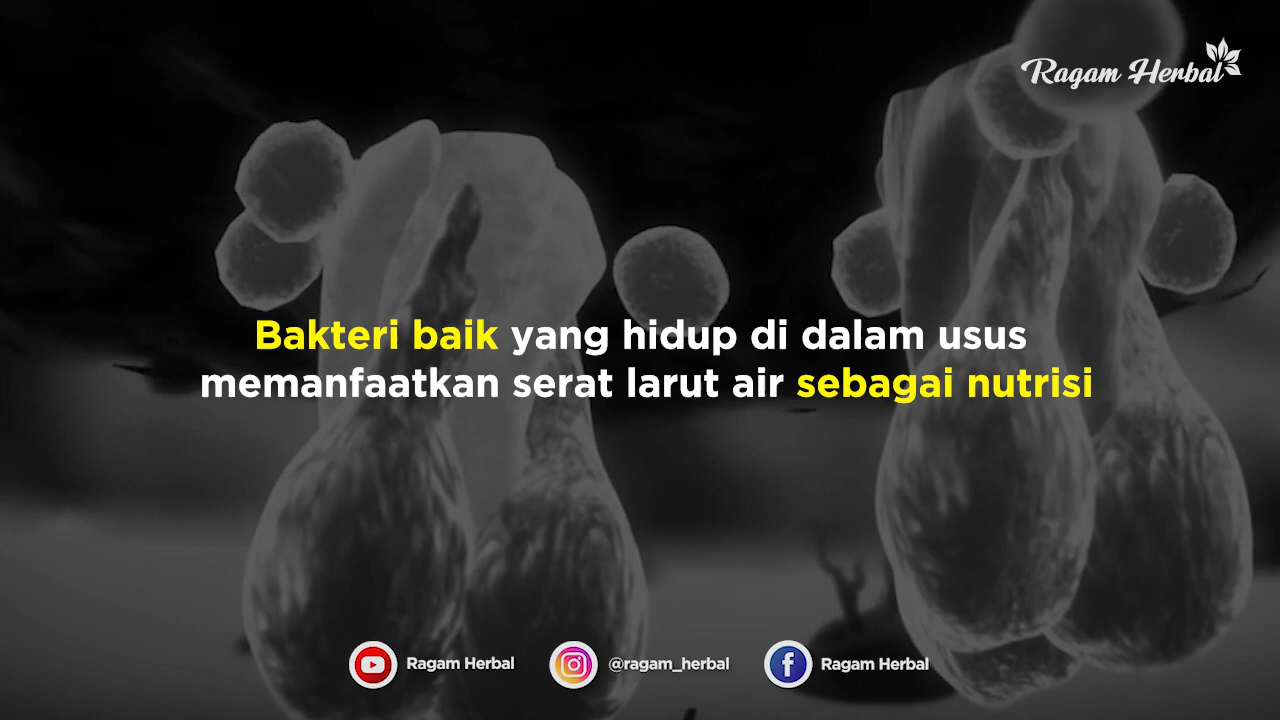 Ragam Herbal
Bakteri baik yang hidup di dalam usus
memanfaatkan serat larut air sebagai nutrisi
Ragam Herbal
@ragam_herbal
Ragam Herbal